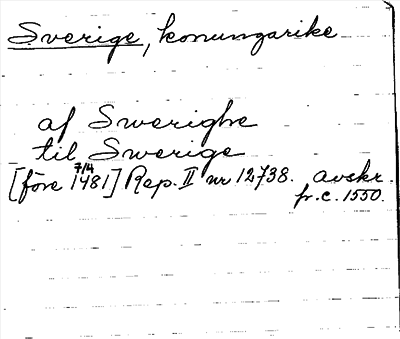 Sverige, konungarike
af Swerighe
til Swerige
[före 7/4 1481] Rep. II nr 12738. avskr.
fr. c. 1550.